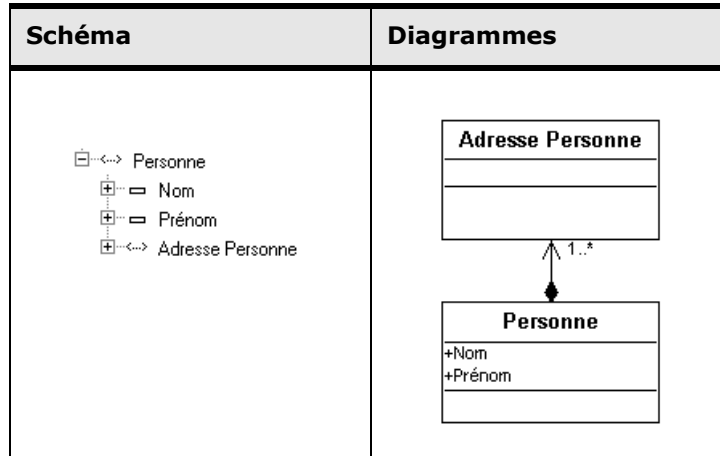 Schéma
Diagrammes
Personne
Nom
Prénom
Adresse Personne
Adresse Personne
1..*
Personne
+Nom
+Prénom